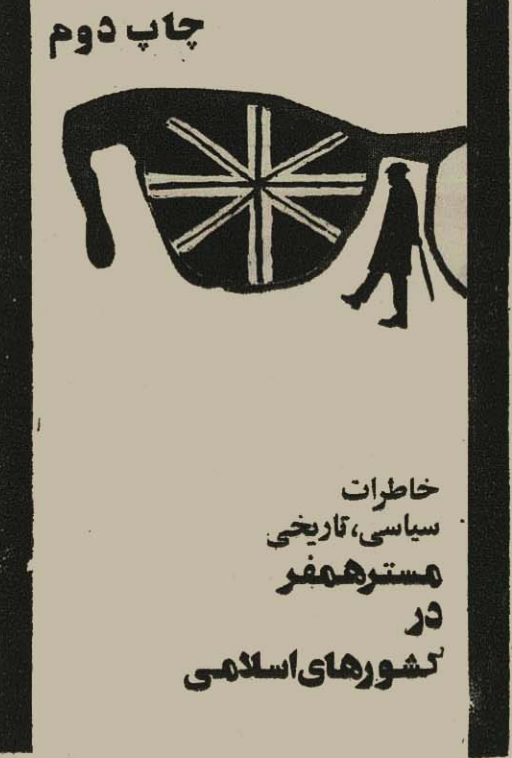 چاپ دوم
خاطرات
سیاسی، تاریخی
مسترهمفر
در
کشورهای اسلامی